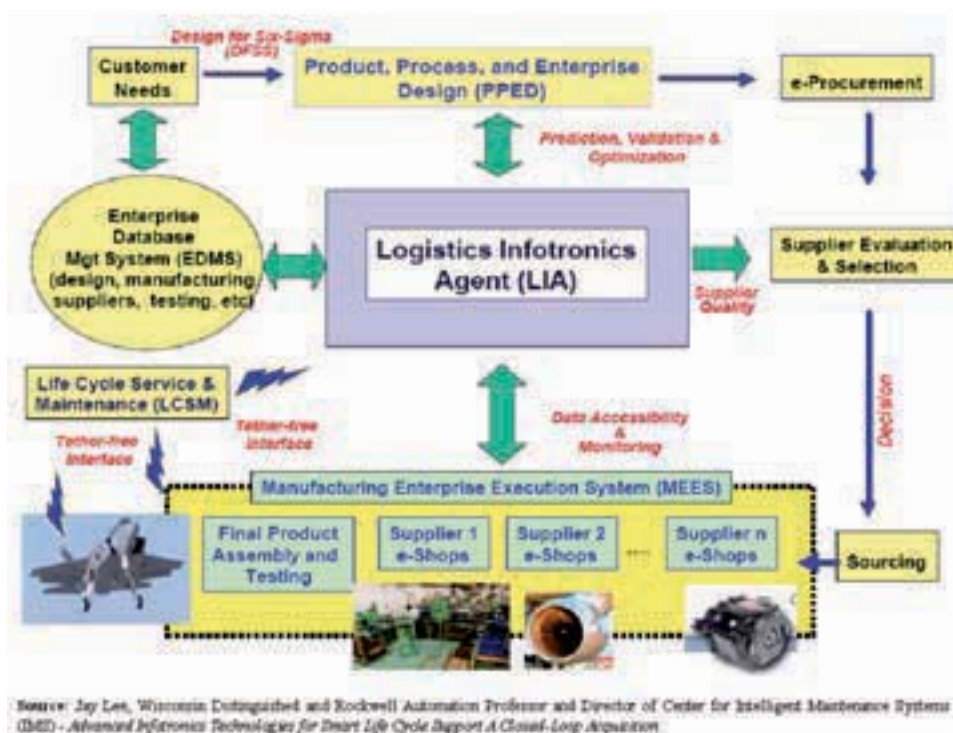 Customer
Needs
Design for Six-Sigma
(DFSS)
Product, Process, and Enterprise
Design (PPED)
e-Procurement
Prediction, Validation &
Optimization
Enterprise
Database
Mgt System (EDMS)
(design, manufacturing,
suppliers, testing, etc)
Logistics Infotronics
Agent (LIA)
Supplier Evaluation
& Selection
Supplier
Quality
Life Cycle Service &
Maintenance (LCSM)
Tether-free
Interface
Tether-free
Interface
Data Accessibility
&
Monitoring
Decision
Manufacturing Enterprise Execution System (MEES)
Final Product
Assembly and
Testing
Supplier 1
e-Shops
Supplier 2
e-Shops
.....
Supplier n
e-Shops
Sourcing
Source: Jay Lee, Wisconsin Distinguished and Rockwell Automation Professor and Director of Center for Intelligent Maintenance Systems
(IMS) - Advanced Infotronics Technologies for Smart Life Cycle Support A Closed-Loop Acquisition